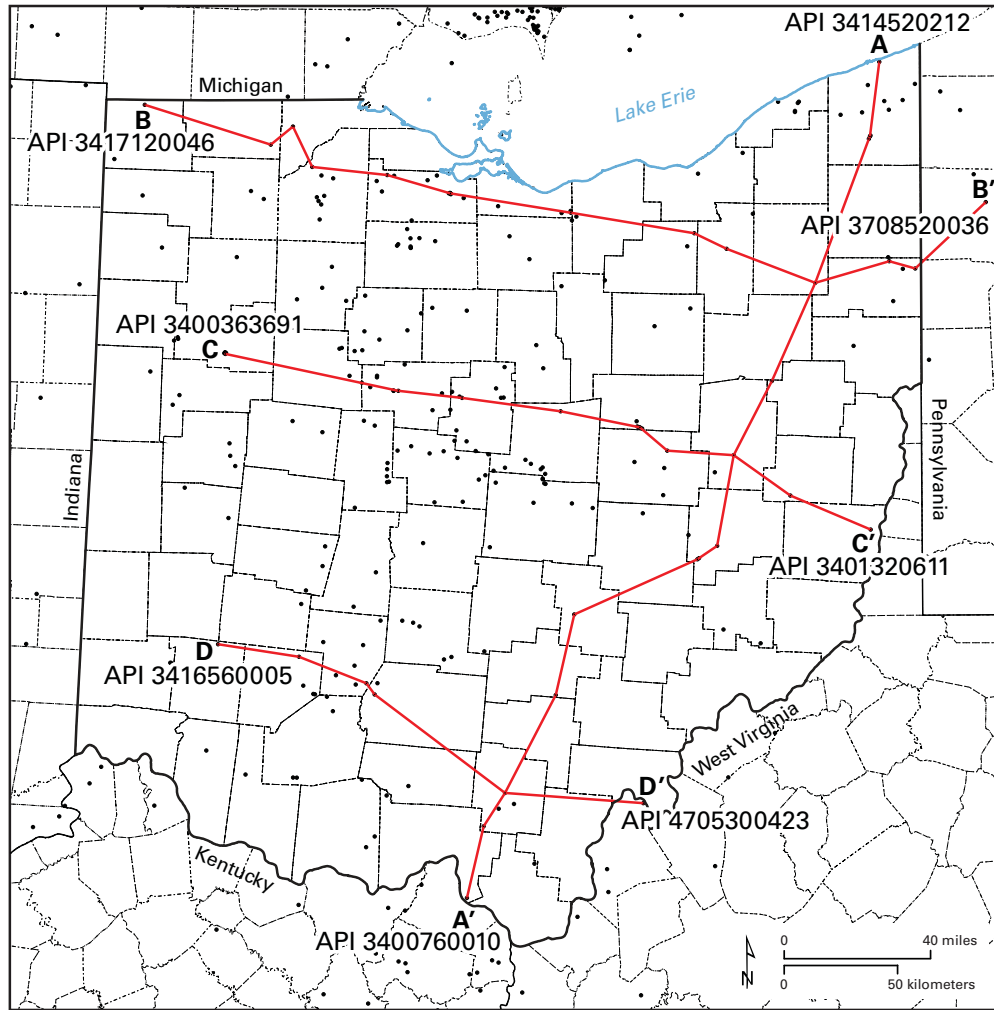 API 3414520212
A
Michigan
Lake Erie
B
API 3417120046
B'
API 3708520036
API 3400363691
C
Pennsylvania
Indiana
C'
API 3401320611
D
API 3416560005
West Virginia
D'
API 4705300423
Kentucky
A'
API 3400760010
N
0 40 miles
0 50 kilometers